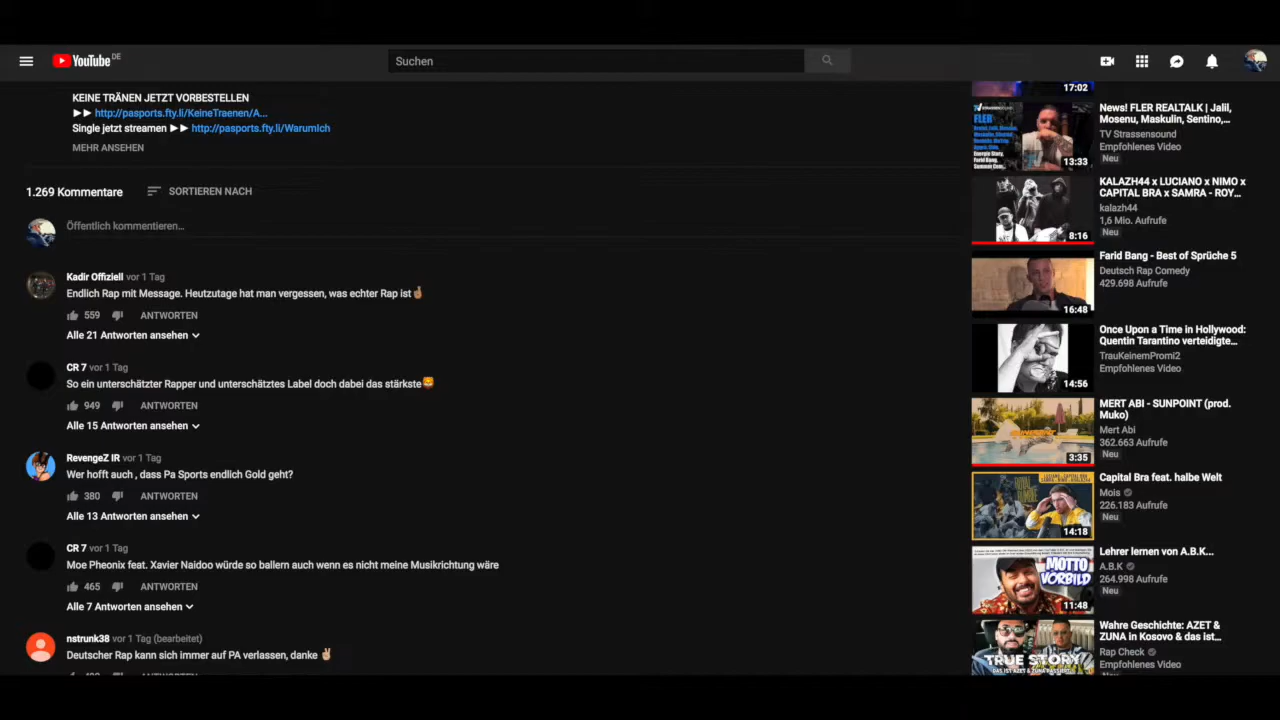 YouTube DE
Suchen
KEINE TRÄNEN JETZT VORBESTELLEN
▶▶ http://pasports.fty.li/KeineTraenen/A...
Single jetzt streamen ▶▶ http://pasports.fty.li/WarumIch
MEHR ANSEHEN
1.269 Kommentare
SORTIEREN NACH
Öffentlich kommentieren...
Kadir Offiziell vor 1 Tag
Endlich Rap mit Message. Heutzutage hat man vergessen, was echter Rap ist🤞🏽
559 ANTWORTEN
Alle 21 Antworten ansehen
CR 7 vor 1 Tag
So ein unterschätzter Rapper und unterschätztes Label doch dabei das stärkste🦁
949 ANTWORTEN
Alle 15 Antworten ansehen
RevengeZ IR vor 1 Tag
Wer hofft auch , dass Pa Sports endlich Gold geht?
380 ANTWORTEN
Alle 13 Antworten ansehen
CR 7 vor 1 Tag
Moe Pheonix feat. Xavier Naidoo würde so ballern auch wenn es nicht meine Musikrichtung wäre
465 ANTWORTEN
Alle 7 Antworten ansehen
nstrunk38 vor 1 Tag (bearbeitet)
Deutscher Rap kann sich immer auf PA verlassen, danke ✌🏼
17:02
FLER
13:33
News! FLER REALTALK | Jalil,
Mosenu, Maskulin, Sentino,...
TV Strassensound
Empfohlenes Video
Neu
8:16
KALAZH44 x LUCIANO x NIMO x
CAPITAL BRA x SAMRA - ROY...
kalazh44
1,6 Mio. Aufrufe
Neu
16:48
Farid Bang - Best of Sprüche 5
Deutsch Rap Comedy
429.698 Aufrufe
14:56
Once Upon a Time in Hollywood:
Quentin Tarantino verteidigte...
TrauKeinemPromi2
Empfohlenes Video
3:35
MERT ABI - SUNPOINT (prod.
Muko)
Mert Abi
362.663 Aufrufe
Neu
ROYAL
RUMBLE
14:18
Capital Bra feat. halbe Welt
Mois
226.183 Aufrufe
Neu
MOTTO
VORBILD
11:48
Lehrer lernen von A.B.K...
A.B.K
264.998 Aufrufe
Neu
TRUE STORY
DAS IST AZET & ZUNA PASSIERT
Wahre Geschichte: AZET &
ZUNA in Kosovo & das ist...
Rap Check
Empfohlenes Video